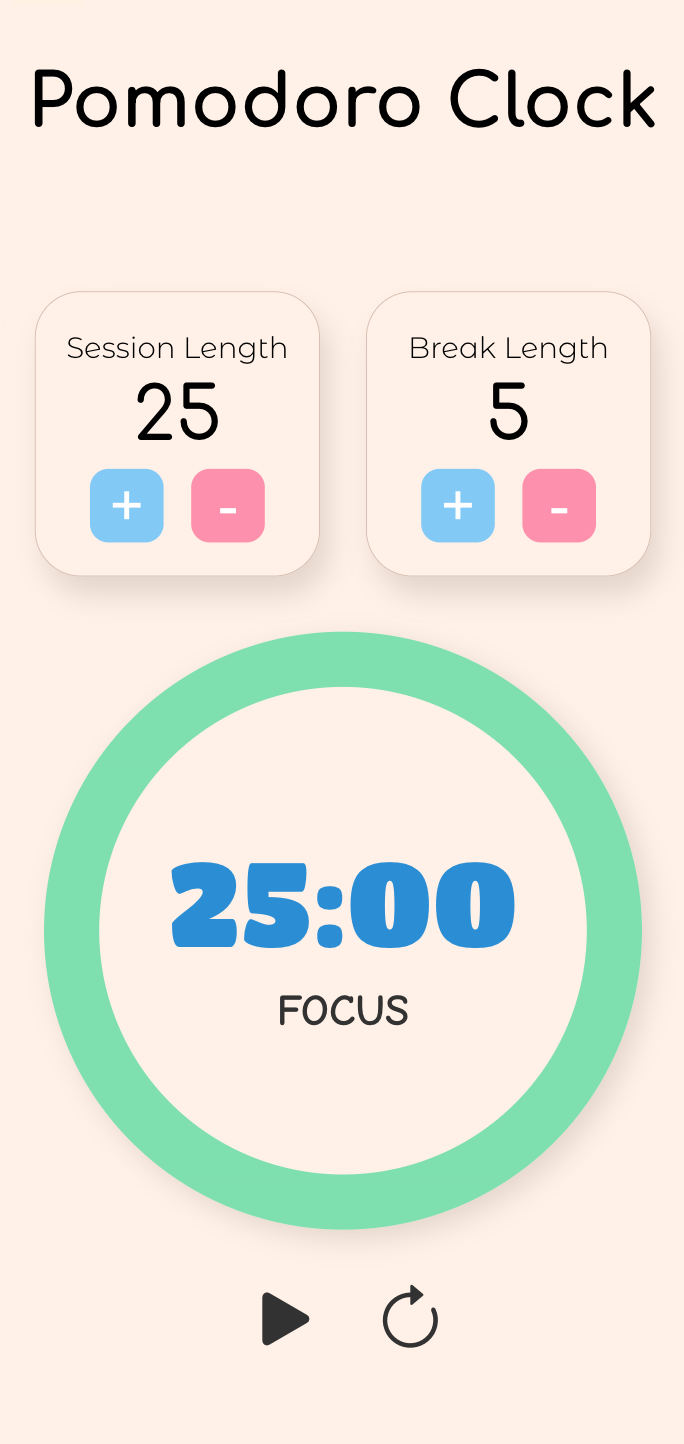 Pomodoro Clock
Session Length
25
+ -
Break Length
5
+ -
25:00
FOCUS